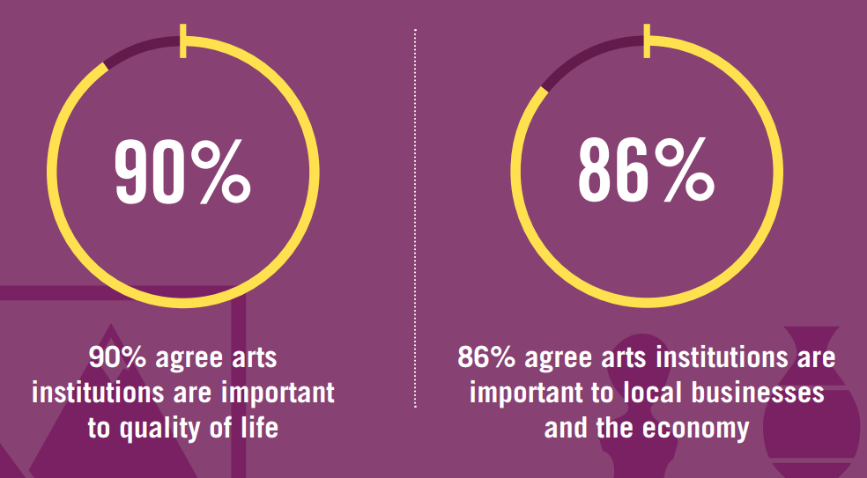 90%
90% agree arts
institutions are important
to quality of life
86%
86% agree arts institutions are
important to local businesses
and the economy